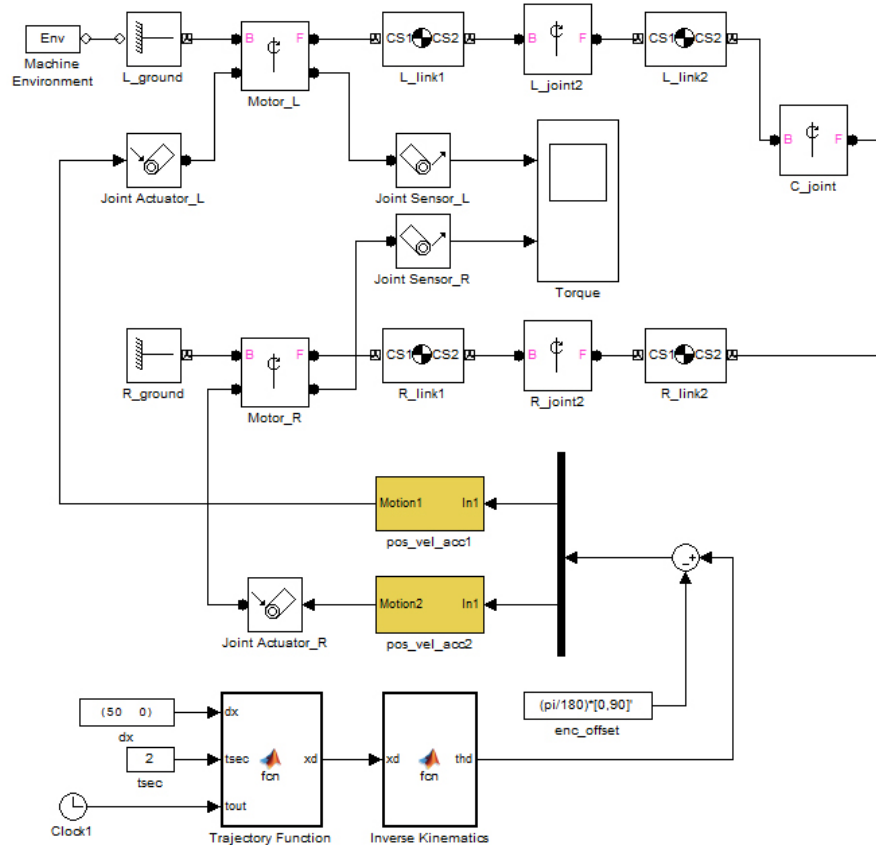 Env
Machine
Environment
L_ground
B F
Motor_L
CS1 CS2
L_link1
B F
L_joint2
CS1 CS2
L_link2
B F
C_joint
Joint Actuator_L
Joint Sensor_L
Joint Sensor_R
Torque
R_ground
B F
Motor_R
CS1 CS2
R_link1
B F
R_joint2
CS1 CS2
R_link2
Motion1 In1
pos_vel_acc1
- +
Motion2 In1
pos_vel_acc2
Joint Actuator_R
(pi/180)*[0,90]'
enc_offset
(50 0)
dx
2
tsec
Clock1
dx
tsec fcn xd
tout
Trajectory Function
xd fcn thd
Inverse Kinematics